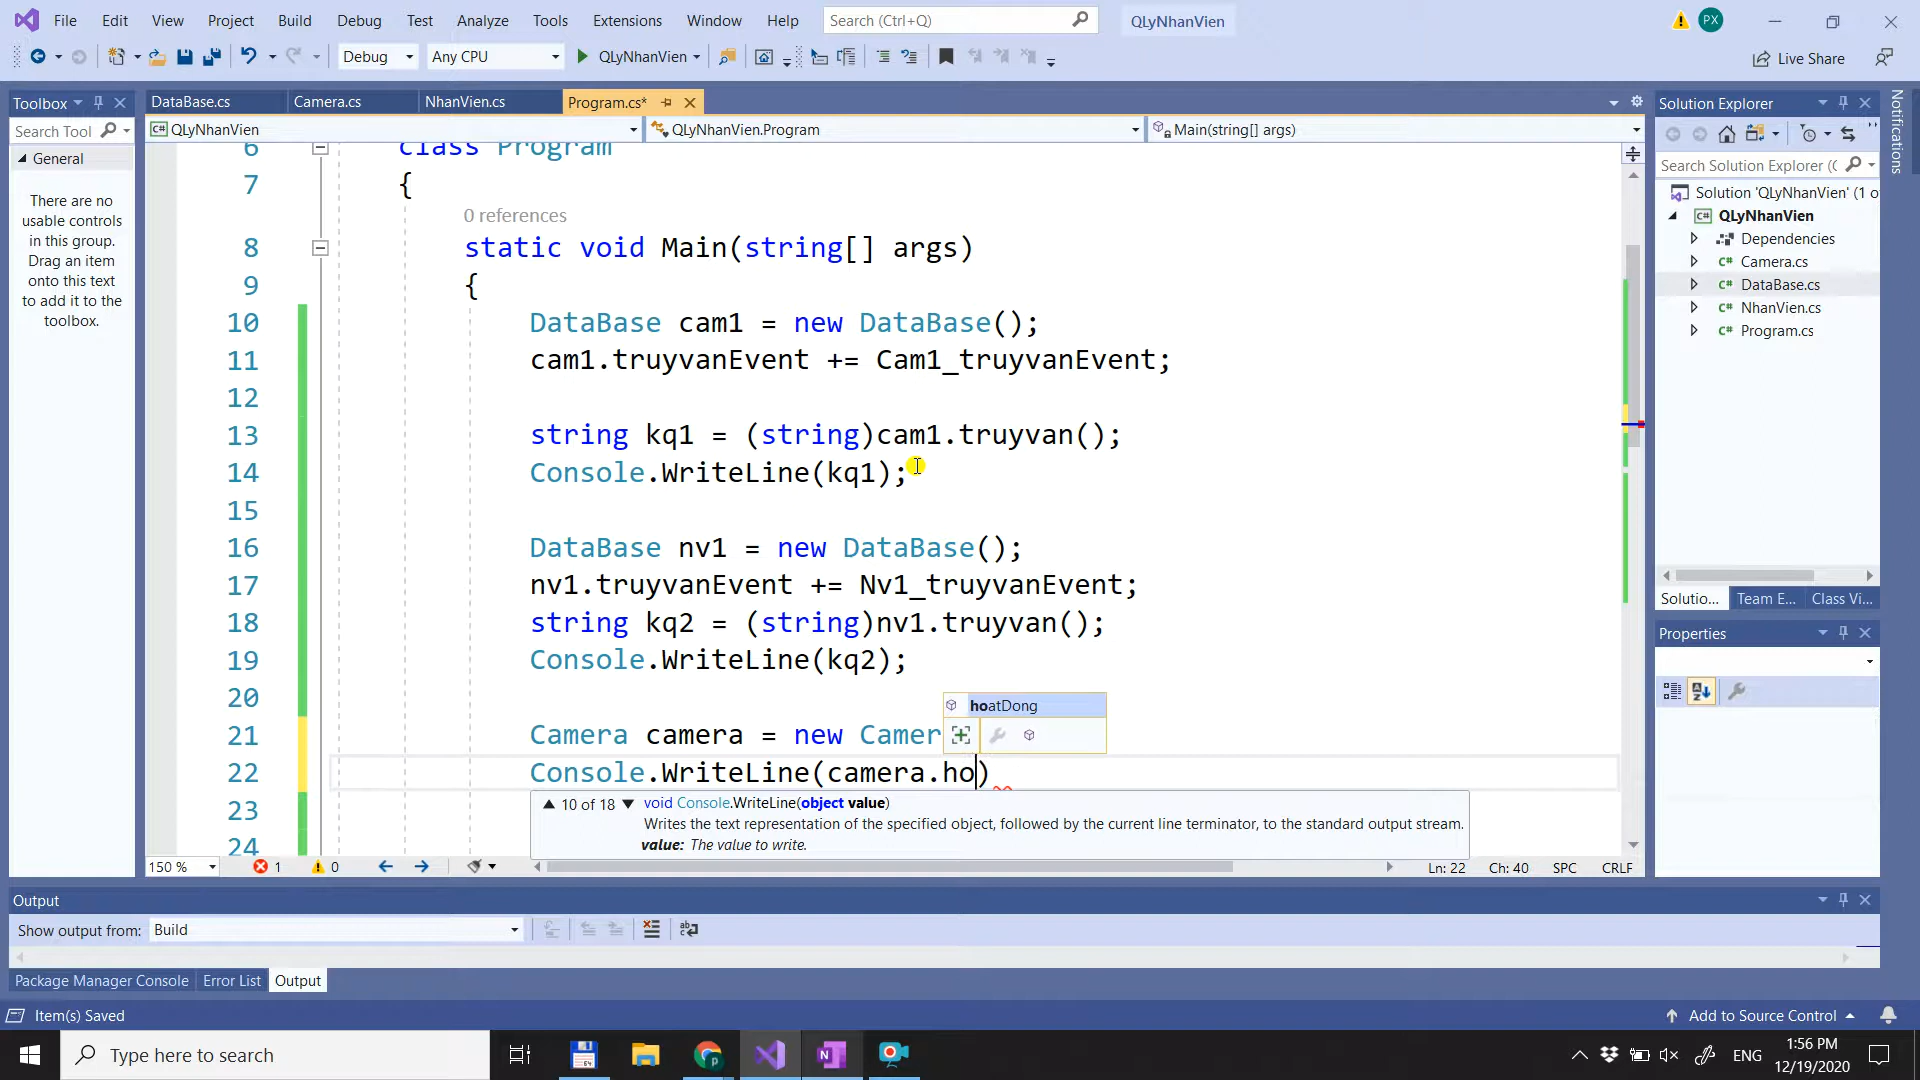 File Edit View Project Build Debug Test Analyze Tools Extensions Window Help Search (Ctrl+Q) QLyNhanVien PX
Debug Any CPU QLyNhanVien Live Share
Toolbox DataBase.cs Camera.cs NhanVien.cs Program.cs* Solution Explorer Notifications
Search Tool QLyNhanVien QLyNhanVien.Program Main(string[] args)
General
There are no
usable controls
in this group.
Drag an item
onto this text
to add it to the
toolbox.
6 class Program
7 {
0 references
8 static void Main(string[] args)
9 {
10 DataBase cam1 = new DataBase();
11 cam1.truyvanEvent += Cam1_truyvanEvent;
12
13 string kq1 = (string)cam1.truyvan();
14 Console.WriteLine(kq1);
15
16 DataBase nv1 = new DataBase();
17 nv1.truyvanEvent += Nv1_truyvanEvent;
18 string kq2 = (string)nv1.truyvan();
19 Console.WriteLine(kq2);
20
hoatDong
21 Camera camera = new Camer
22 Console.WriteLine(camera.ho)
23
10 of 18 void Console.WriteLine(object value)
Writes the text representation of the specified object, followed by the current line terminator, to the standard output stream.
value: The value to write.
24
150 % 1 0 Ln: 22 Ch: 40 SPC CRLF
Search Solution Explorer (C
Solution 'QLyNhanVien' (1 o
QLyNhanVien
Dependencies
C# Camera.cs
C# DataBase.cs
C# NhanVien.cs
C# Program.cs
Solutio... Team E... Class Vi...
Properties
Output
Show output from: Build
Package Manager Console Error List Output
Item(s) Saved Add to Source Control
Type here to search ENG 1:56 PM
12/19/2020